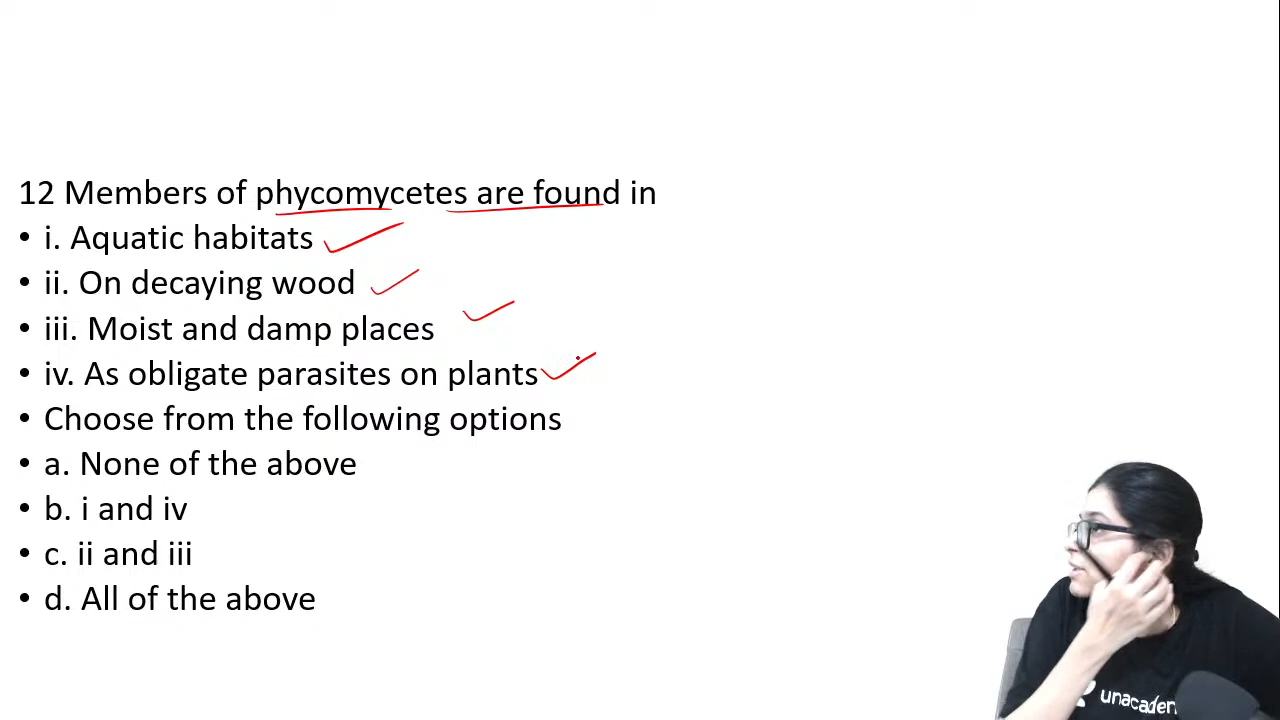 12 Members of phycomycetes are found in
• i. Aquatic habitats
• ii. On decaying wood
• iii. Moist and damp places
• iv. As obligate parasites on plants
• Choose from the following options
• a. None of the above
• b. i and iv
• c. ii and iii
• d. All of the above
unacadem